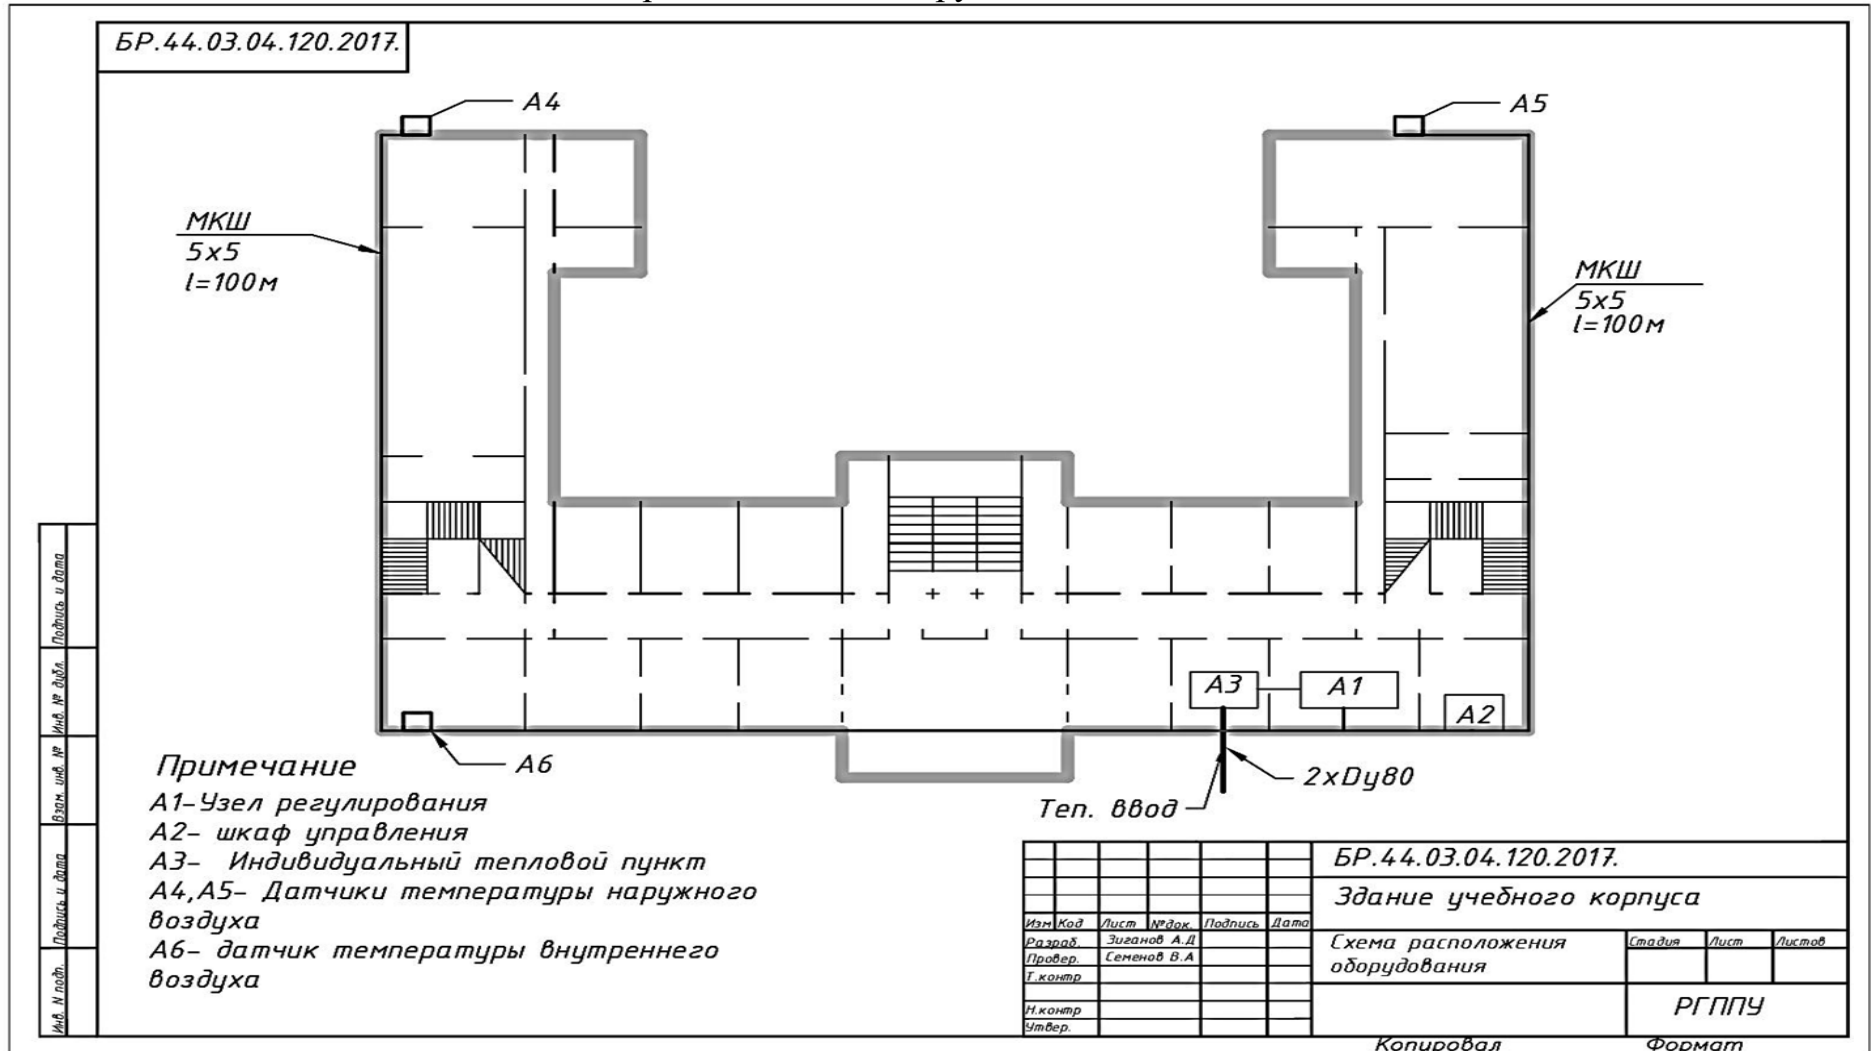 БР.44.03.04.120.2017.
А4
А5
МКШ
5х5
l=100м
МКШ
5х5
l=100м
А3
А1
А2
А6
2хDу80
Теп. ввод
Примечание
А1-Узел регулирования
А2- шкаф управления
А3- Индивидуальный тепловой пункт
А4,А5- Датчики температуры наружного
воздуха
А6- датчик температуры внутреннего
воздуха
Подпись и дата
Инв. № дубл.
Взам. инв. №
Подпись и дата
Инв. N подп.
БР.44.03.04.120.2017.
Здание учебного корпуса
Изм Код Лист №док. Подпись Дата
Разраб. Зиганов А.Д
Провер. Семенов В.А
Т.контр
Н.контр
Утвер.
Схема расположения
оборудования
Стадия Лист Листов
РГППУ
Копировал Формат